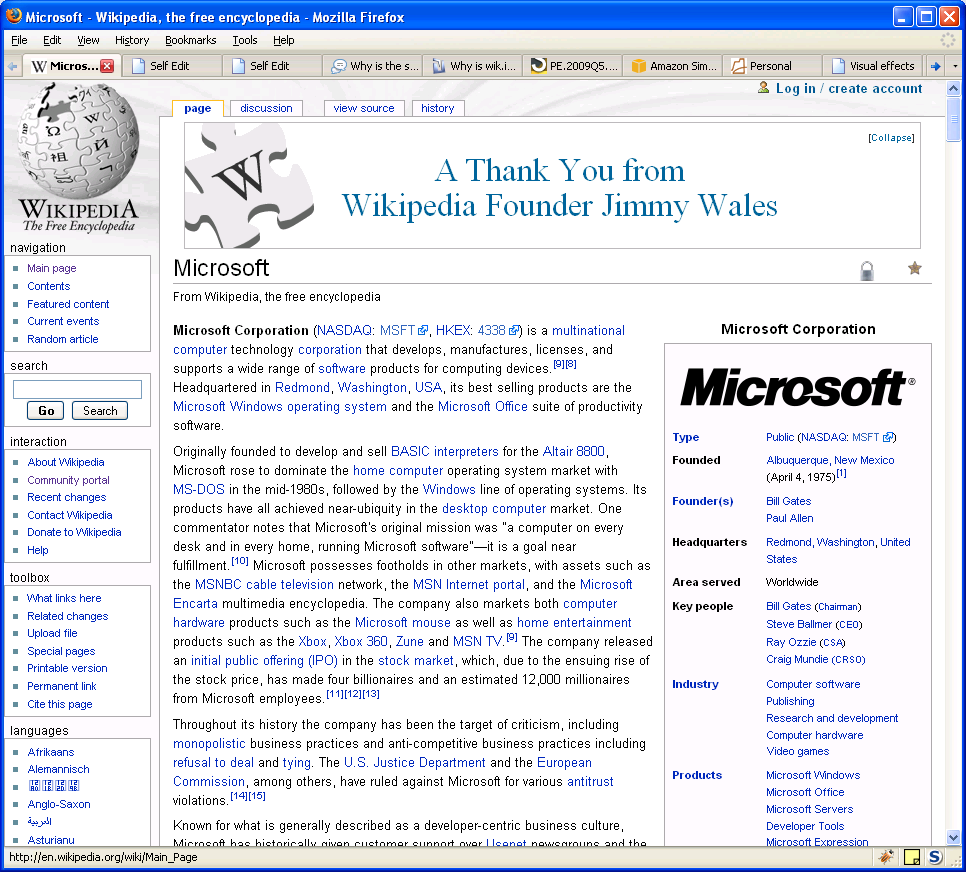 Microsoft - Wikipedia, the free encyclopedia - Mozilla Firefox
File Edit View History Bookmarks Tools Help
Micros... Self Edit Self Edit Why is the s... Why is wik.i... PE.2009Q5.... Amazon Sim... Personal Visual effects
Log in / create account
page discussion view source history
[Collapse]
W
A Thank You from
Wikipedia Founder Jimmy Wales
WIKIPEDIA
The Free Encyclopedia
navigation
Main page
Contents
Featured content
Current events
Random article
search
Go Search
interaction
About Wikipedia
Community portal
Recent changes
Contact Wikipedia
Donate to Wikipedia
Help
toolbox
What links here
Related changes
Upload file
Special pages
Printable version
Permanent link
Cite this page
languages
Afrikaans
Alemannisch
Anglo-Saxon
العربية
Asturianu
Microsoft
From Wikipedia, the free encyclopedia
Microsoft Corporation (NASDAQ: MSFT, HKEX: 4338) is a multinational
computer technology corporation that develops, manufactures, licenses, and
supports a wide range of software products for computing devices.[9][8]
Headquartered in Redmond, Washington, USA, its best selling products are the
Microsoft Windows operating system and the Microsoft Office suite of productivity
software.
Originally founded to develop and sell BASIC interpreters for the Altair 8800,
Microsoft rose to dominate the home computer operating system market with
MS-DOS in the mid-1980s, followed by the Windows line of operating systems. Its
products have all achieved near-ubiquity in the desktop computer market. One
commentator notes that Microsoft's original mission was "a computer on every
desk and in every home, running Microsoft software"—it is a goal near
fulfillment.[10] Microsoft possesses footholds in other markets, with assets such as
the MSNBC cable television network, the MSN Internet portal, and the Microsoft
Encarta multimedia encyclopedia. The company also markets both computer
hardware products such as the Microsoft mouse as well as home entertainment
products such as the Xbox, Xbox 360, Zune and MSN TV.[9] The company released
an initial public offering (IPO) in the stock market, which, due to the ensuing rise of
the stock price, has made four billionaires and an estimated 12,000 millionaires
from Microsoft employees.[11][12][13]
Throughout its history the company has been the target of criticism, including
monopolistic business practices and anti-competitive business practices including
refusal to deal and tying. The U.S. Justice Department and the European
Commission, among others, have ruled against Microsoft for various antitrust
violations.[14][15]
Known for what is generally described as a developer-centric business culture,
Microsoft has historically given customer support over Usenet newsgroups and the
Microsoft Corporation
Microsoft®
Type Public (NASDAQ: MSFT)
Founded Albuquerque, New Mexico
(April 4, 1975)[1]
Founder(s) Bill Gates
Paul Allen
Headquarters Redmond, Washington, United
States
Area served Worldwide
Key people Bill Gates (Chairman)
Steve Ballmer (CEO)
Ray Ozzie (CSA)
Craig Mundie (CRSO)
Industry Computer software
Publishing
Research and development
Computer hardware
Video games
Products Microsoft Windows
Microsoft Office
Microsoft Servers
Developer Tools
Microsoft Expression
http://en.wikipedia.org/wiki/Main_Page